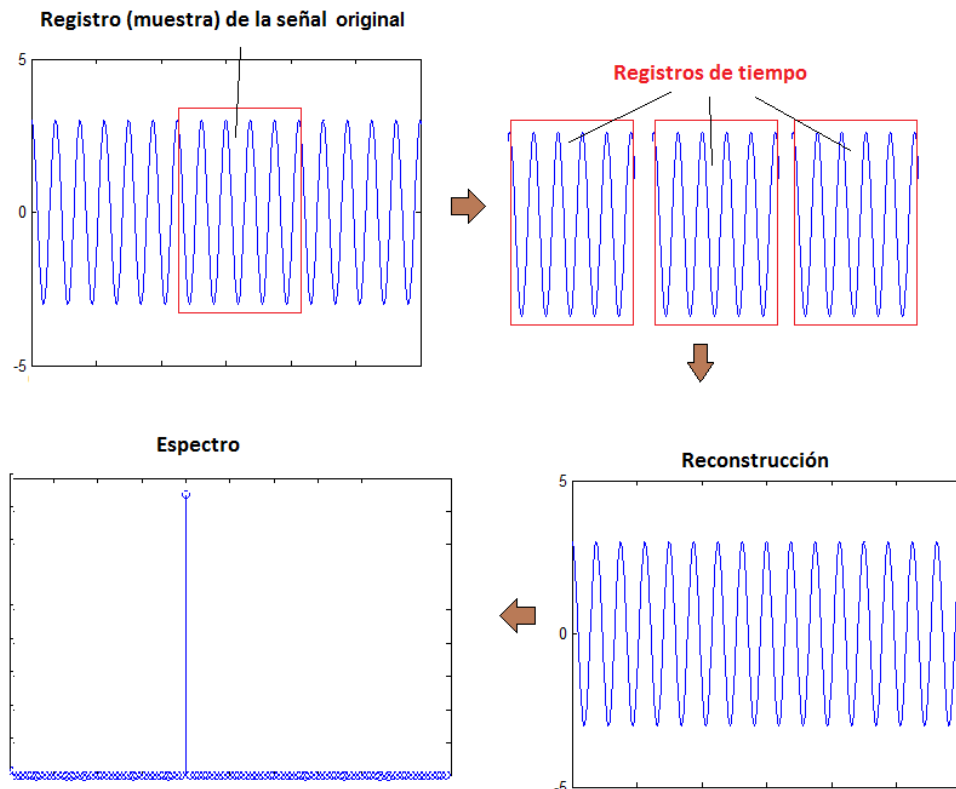 Registro (muestra) de la señal original
5
0
-5
Registros de tiempo
Espectro
Reconstrucción
5
0
-5